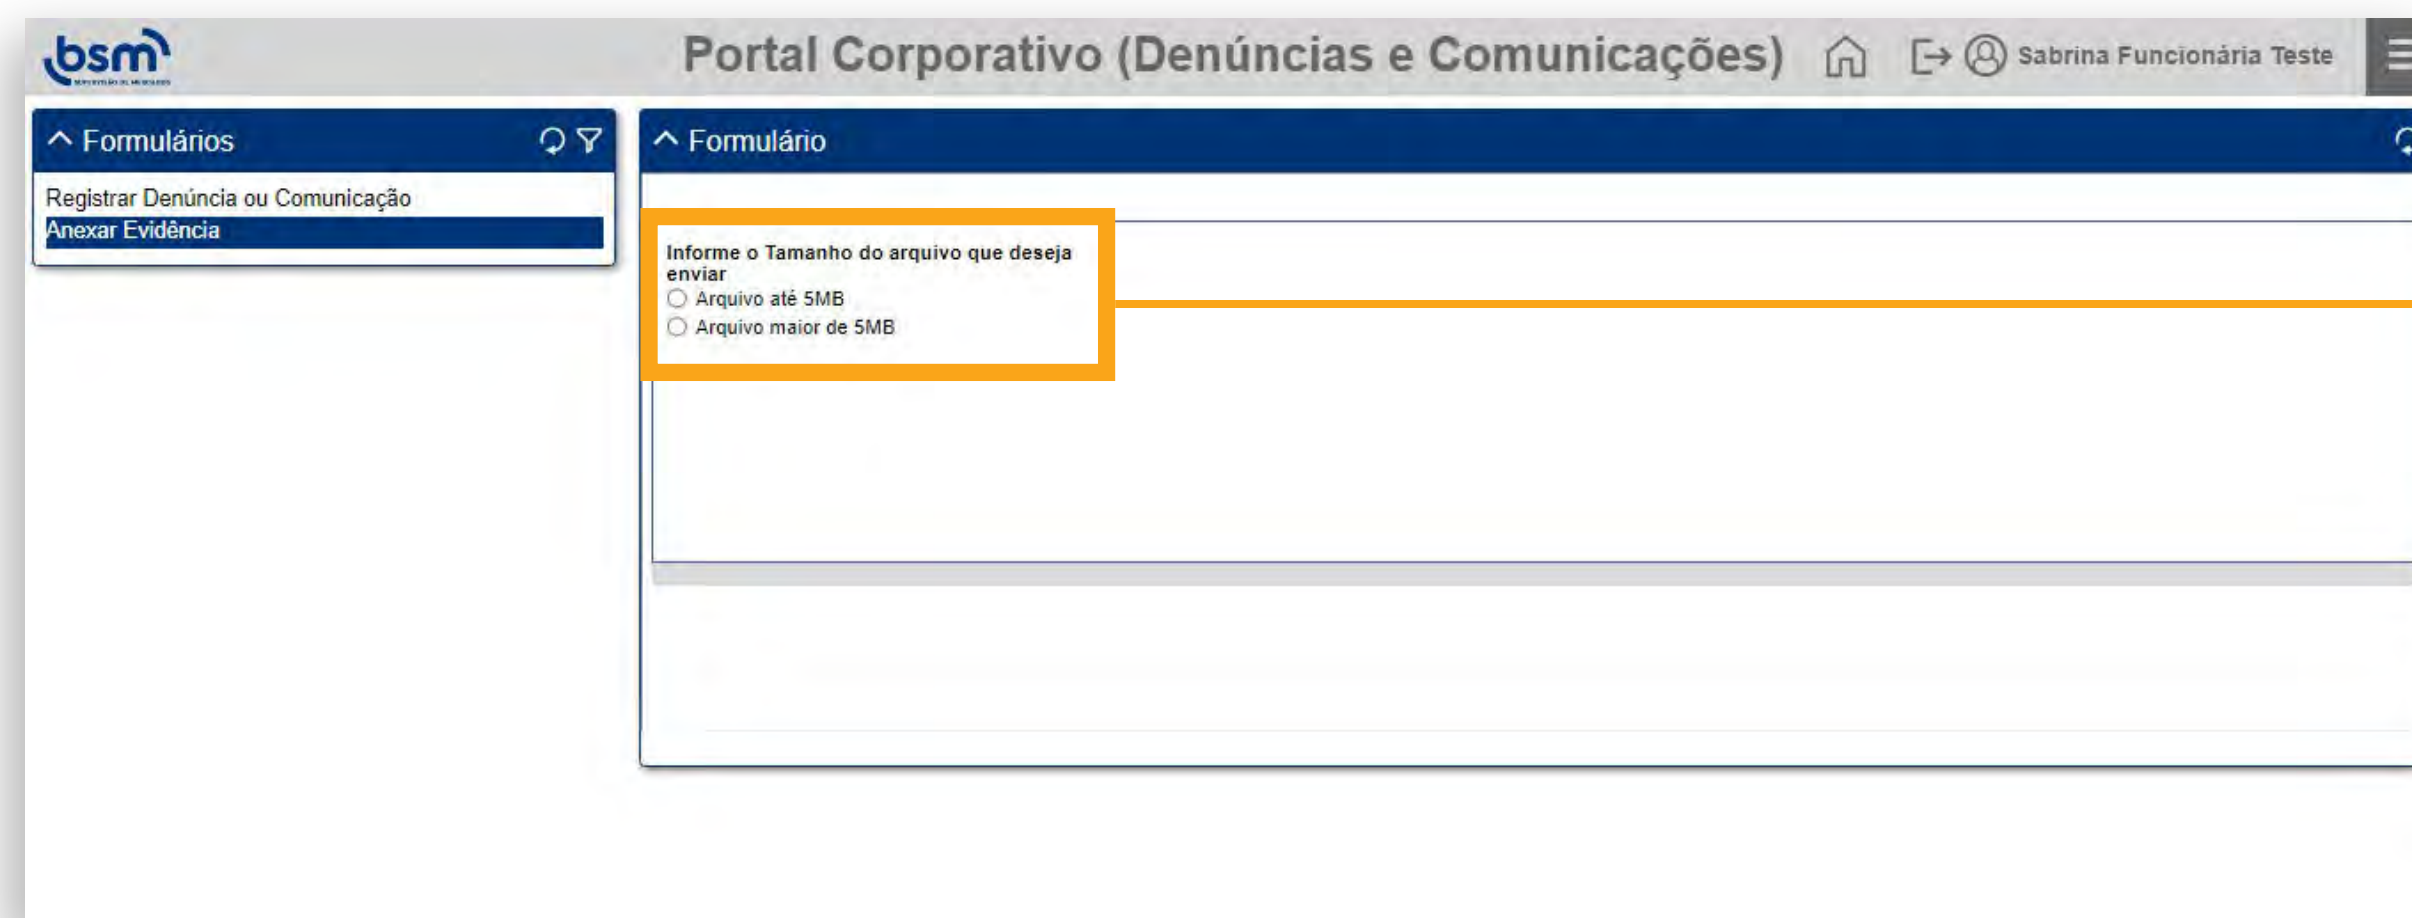 bsm
Portal Corporativo (Denúncias e Comunicações)
Sabrina Funcionária Teste
Formulários
Registrar Denúncia ou Comunicação
Anexar Evidência
Formulário
Informe o Tamanho do arquivo que deseja
enviar
Arquivo até 5MB
Arquivo maior de 5MB